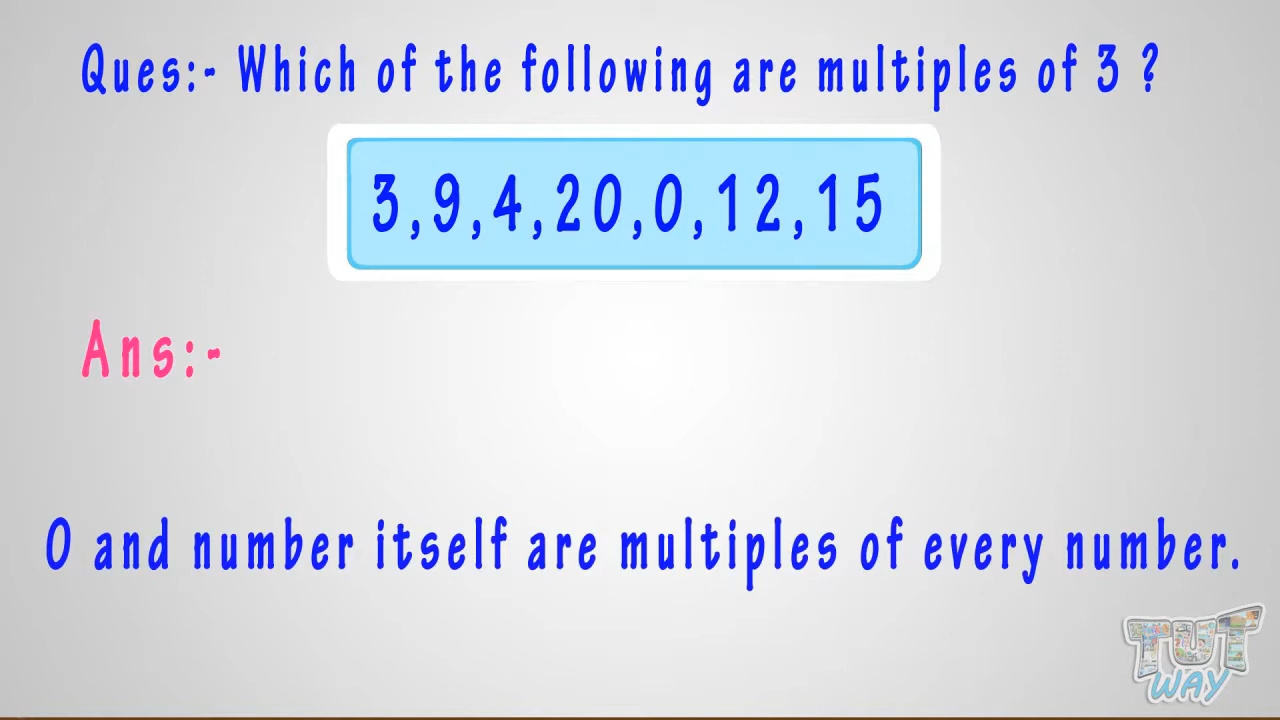 Ques:- Which of the following are multiples of 3 ?
3,9,4,20,0,12,15
Ans:-
0 and number itself are multiples of every number.
TUT
WAY